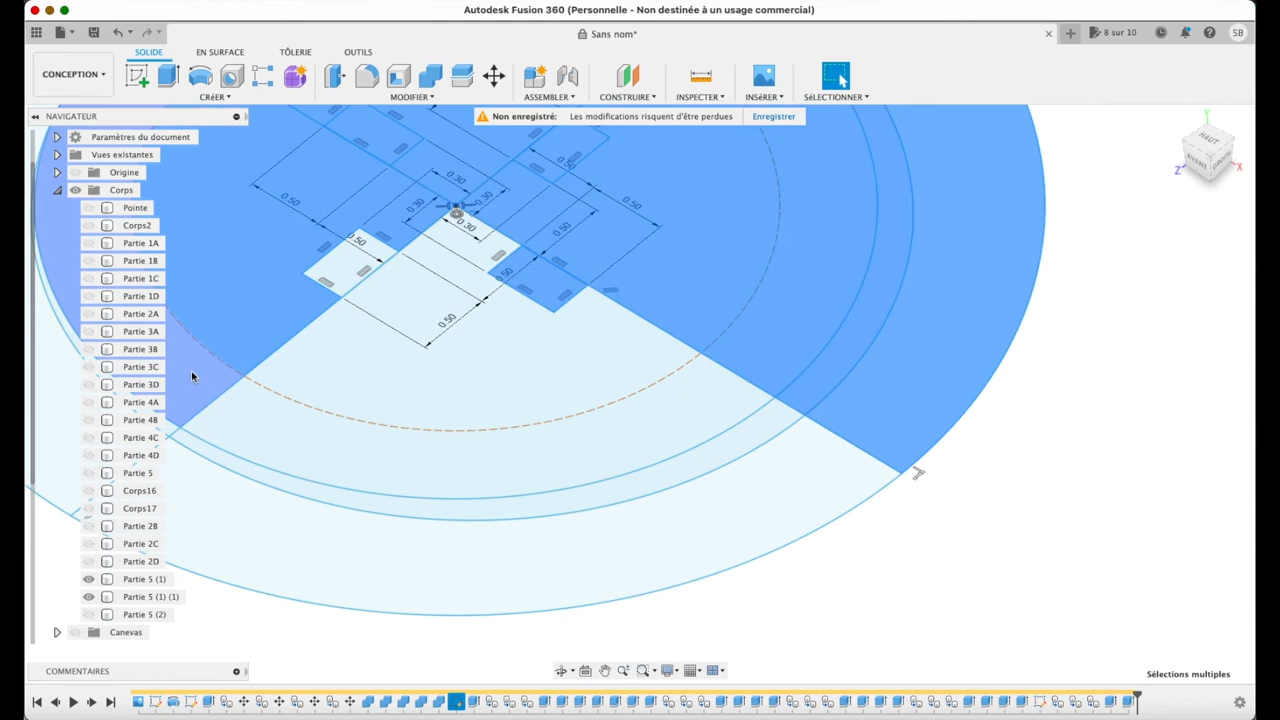 Autodesk Fusion 360 (Personnelle - Non destinée à un usage commercial)
Sans nom*
8 sur 10
SB
CONCEPTION
SOLIDE
EN SURFACE
TÔLERIE
OUTILS
CRÉER
MODIFIER
ASSEMBLER
CONSTRUIRE
INSPECTER
INSÉRER
SÉLECTIONNER
NAVIGATEUR
Non enregistré: Les modifications risquent d'être perdues Enregistrer
Paramètres du document
Vues existantes
Origine
Corps
Pointe
Corps2
Partie 1A
Partie 1B
Partie 1C
Partie 1D
Partie 2A
Partie 3A
Partie 3B
Partie 3C
Partie 3D
Partie 4A
Partie 4B
Partie 4C
Partie 4D
Partie 5
Corps16
Corps17
Partie 2B
Partie 2C
Partie 2D
Partie 5 (1)
Partie 5 (1) (1)
Partie 5 (2)
Canevas
0.50
0.30
0.50
0.30
0.30
0.50
0.30
0.50
0.50
0.50
0.50
Y
HAUT
Z
X
COMMENTAIRES
Sélections multiples